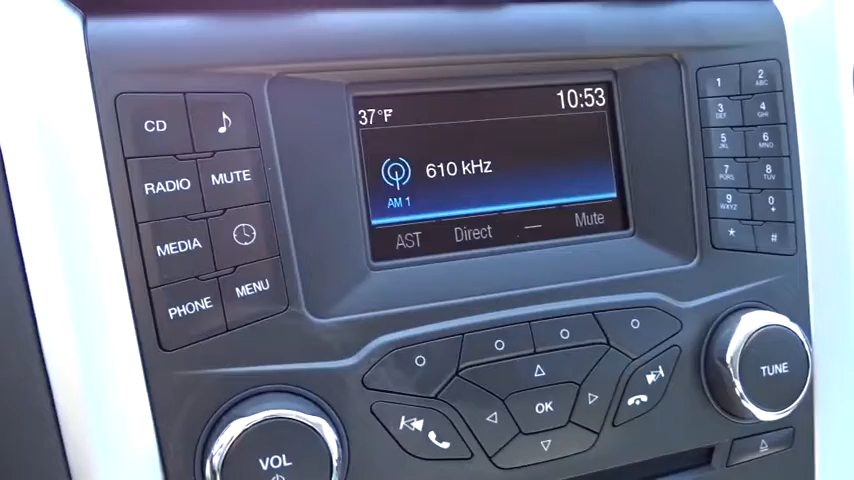 37°F 10:53
610 kHz
AM 1
AST Direct — Mute
CD
RADIO MUTE
MEDIA
PHONE MENU
1 2 ABC
3 DEF 4 GHI
5 JKL 6 MNO
7 PQRS 8 TUV
9 WXYZ 0 +
* #
OK
VOL
TUNE